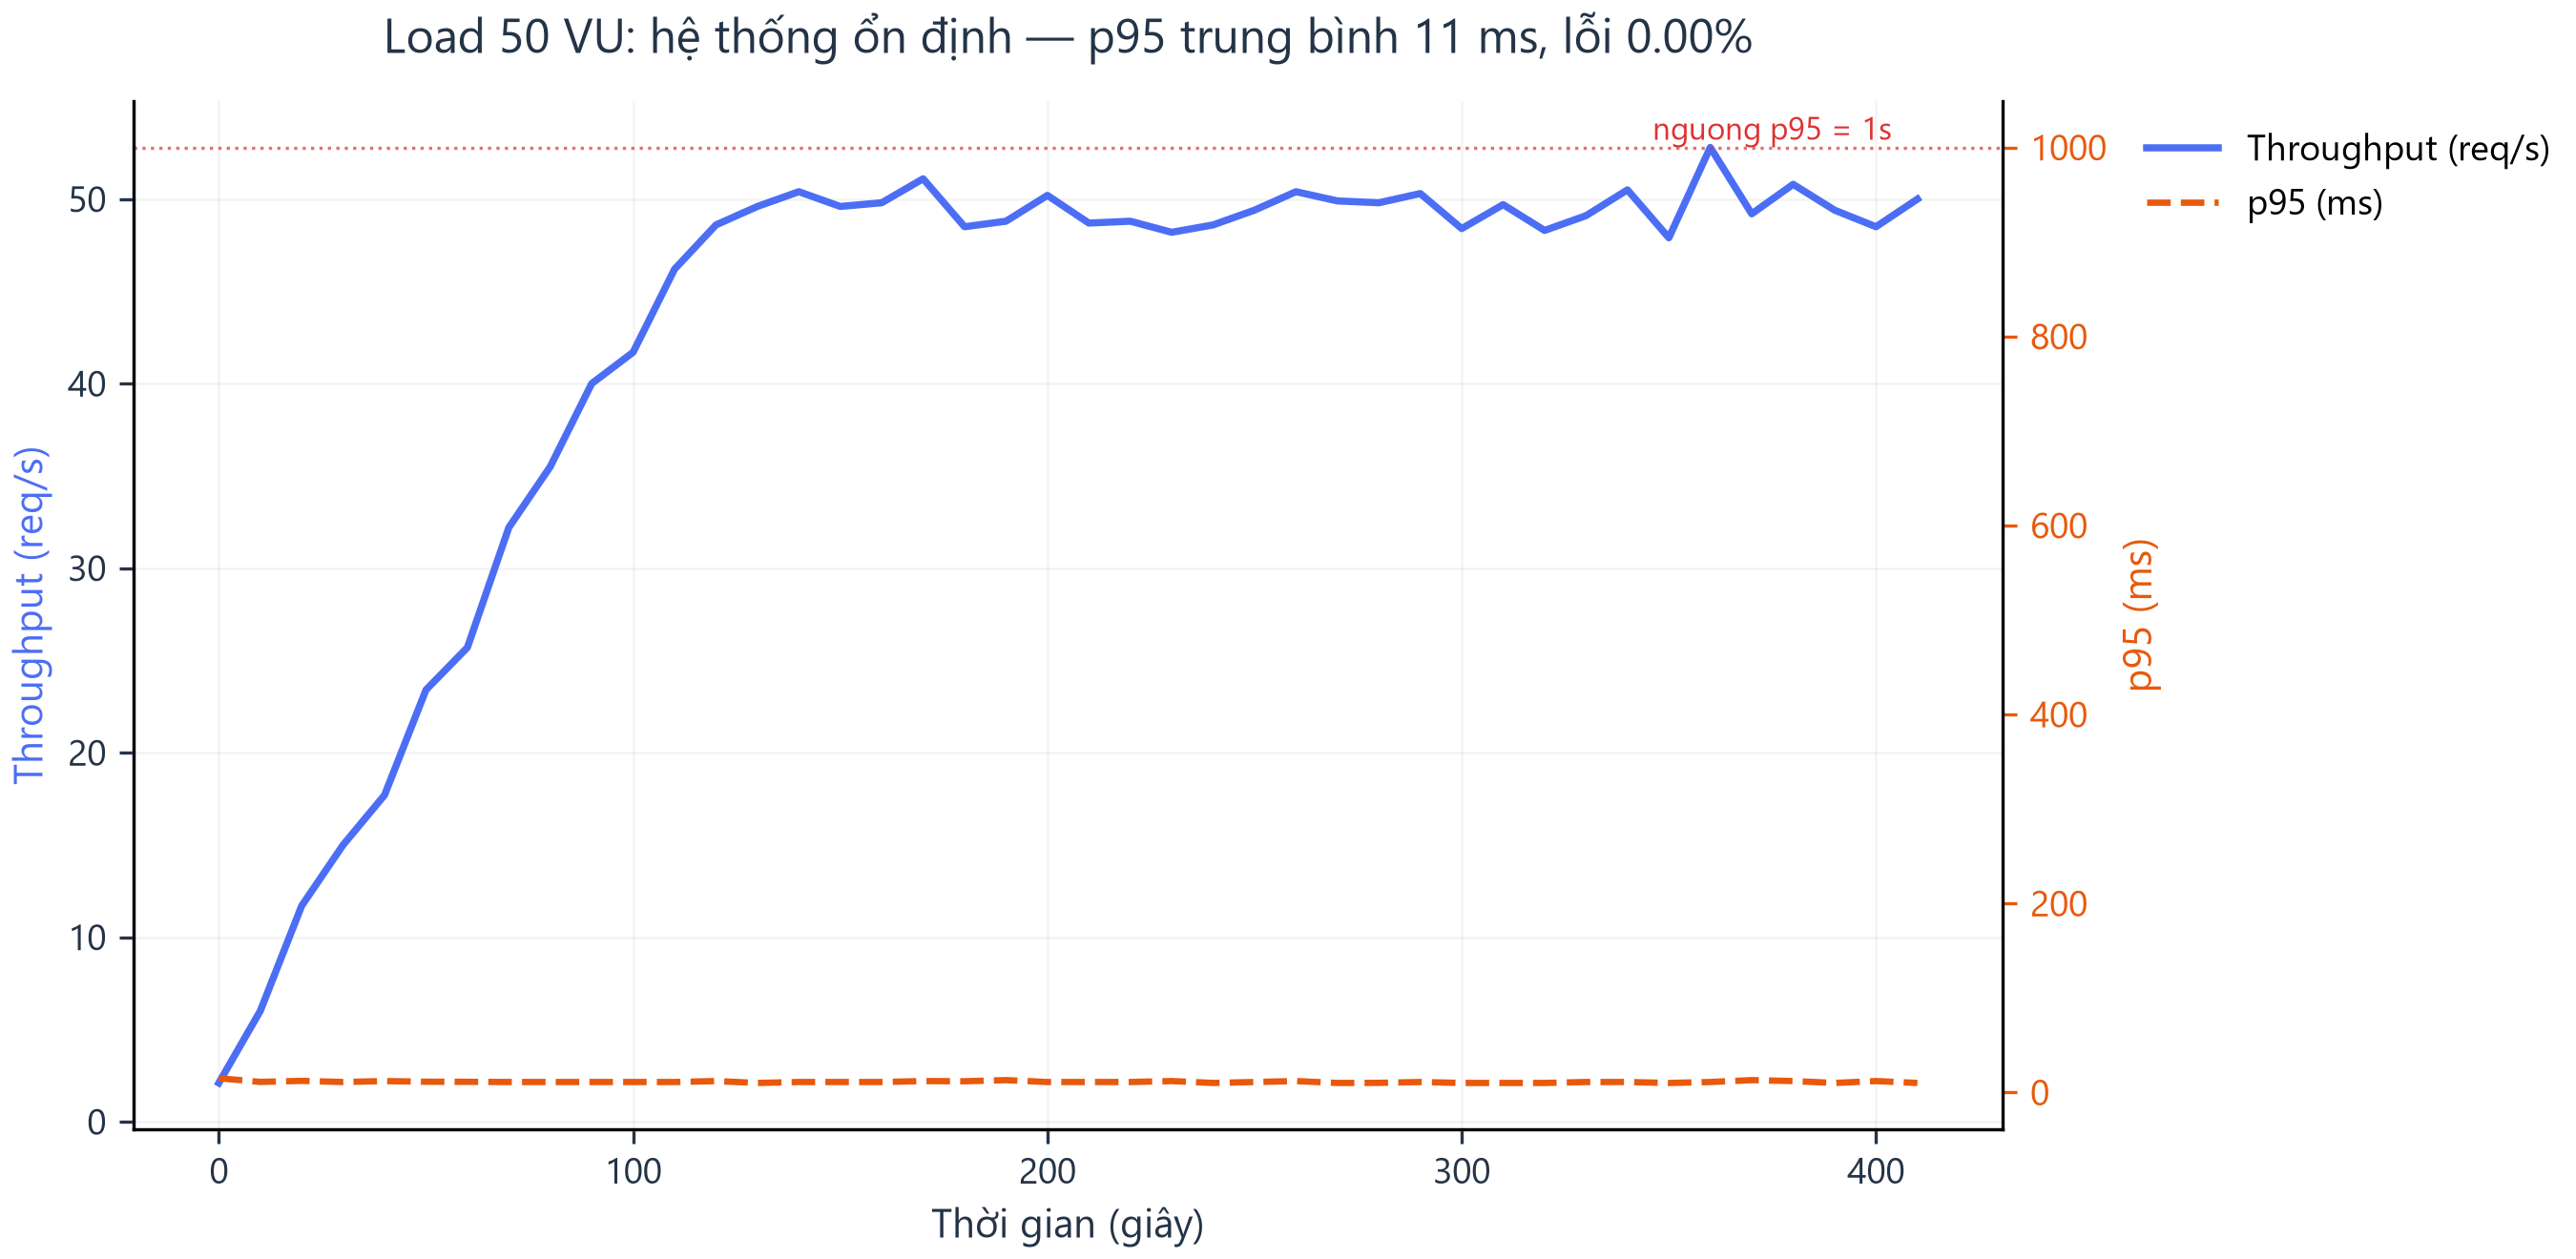 Load 50 VU: hệ thống ổn định — p95 trung bình 11 ms, lỗi 0.00%
nguong p95 = 1s
Throughput (req/s)
p95 (ms)
50
40
30
20
10
0
Throughput (req/s)
1000
800
600
400
200
0
p95 (ms)
0
100
200
300
400
Thời gian (giây)